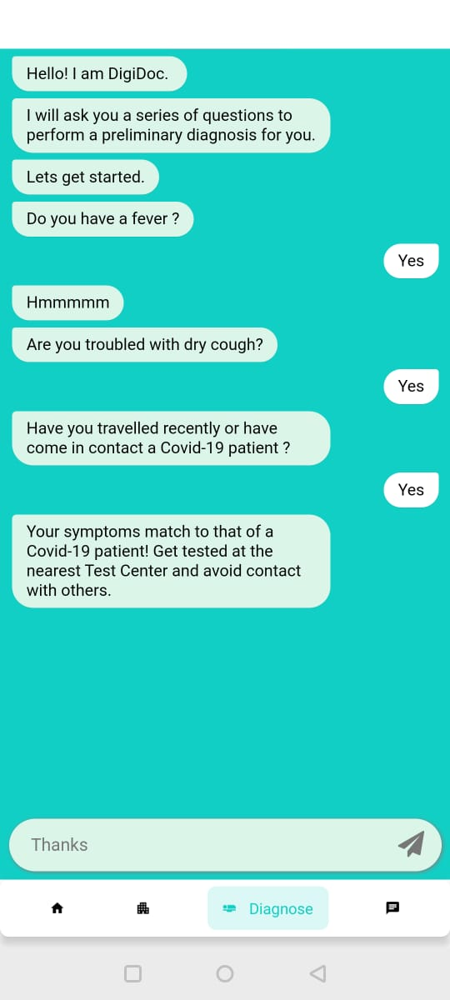 Hello! I am DigiDoc.
I will ask you a series of questions to
perform a preliminary diagnosis for you.
Lets get started.
Do you have a fever ?
Yes
Hmmmmm
Are you troubled with dry cough?
Yes
Have you travelled recently or have
come in contact a Covid-19 patient ?
Yes
Your symptoms match to that of a
Covid-19 patient! Get tested at the
nearest Test Center and avoid contact
with others.
Thanks
Diagnose